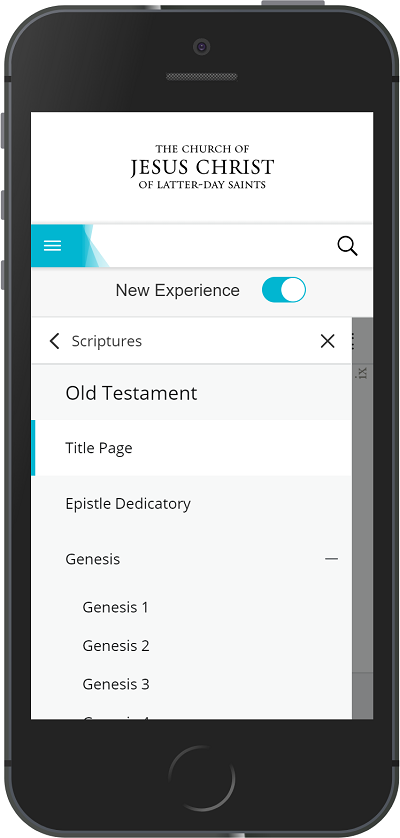 THE CHURCH OF
JESUS CHRIST
OF LATTER-DAY SAINTS
New Experience
Scriptures
ix
Old Testament
Title Page
Epistle Dedicatory
Genesis
Genesis 1
Genesis 2
Genesis 3